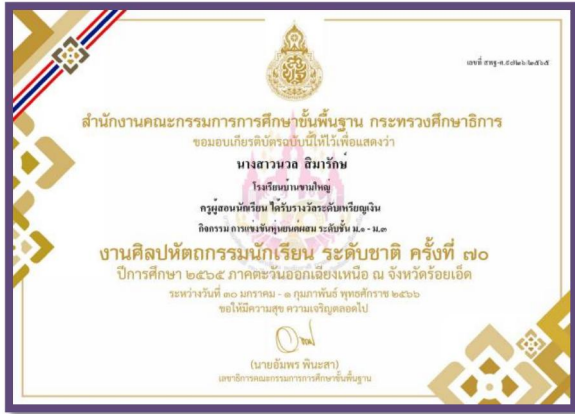 สำนักงานคณะกรรมการการศึกษาขั้นพื้นฐาน กระทรวงศึกษาธิการ
ขอมอบเกียรติบัตรฉบับนี้ให้ไว้เพื่อแสดงว่า
นางสาวนวล สิมารักษ์
โรงเรียนบ้านขามใหญ่
ครูผู้สอนนักเรียน ได้รับรางวัลระดับเหรียญเงิน
กิจกรรม การแข่งขันหุ่นยนต์ผสม ระดับชั้น ม.๑ - ม.๓
งานศิลปหัตถกรรมนักเรียน ระดับชาติ ครั้งที่ ๗๐
ปีการศึกษา ๒๕๖๕ ภาคตะวันออกเฉียงเหนือ ณ จังหวัดร้อยเอ็ด
ระหว่างวันที่ ๓๐ มกราคม - ๑ กุมภาพันธ์ พุทธศักราช ๒๕๖๖
ขอให้มีความสุข ความเจริญตลอดไป
(นายอัมพร พินะสา)
เลขาธิการคณะกรรมการการศึกษาขั้นพื้นฐาน